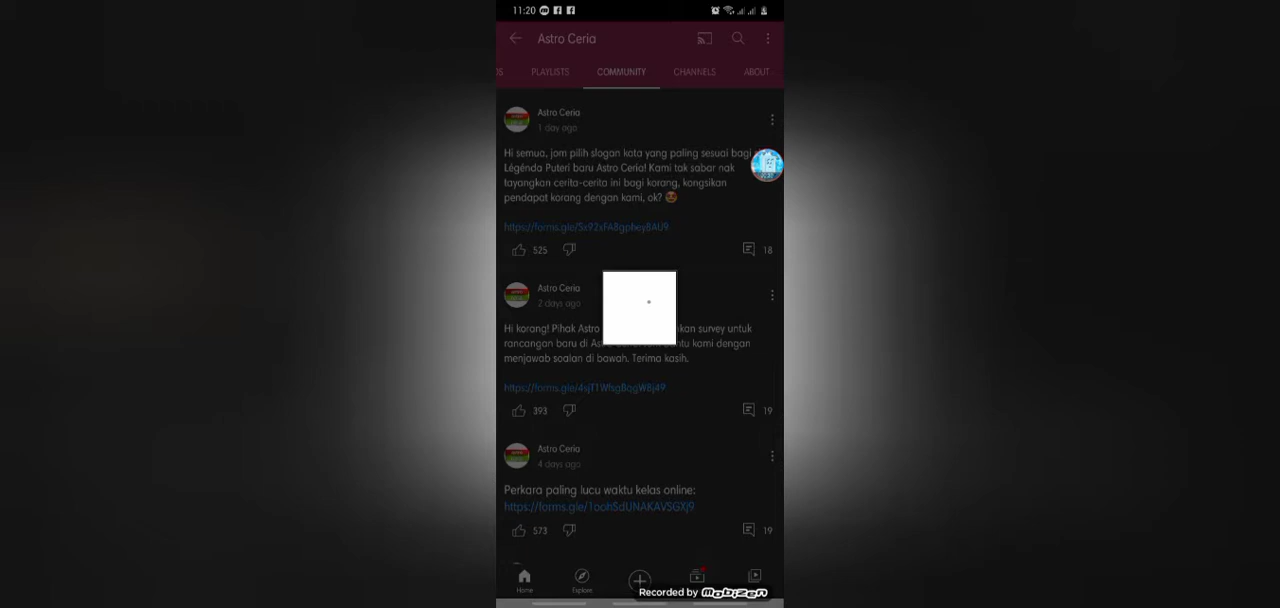 11:20
Astro Ceria
PLAYLISTS COMMUNITY CHANNELS ABOUT
Astro Ceria
1 day ago
Hi semua, jom pilih slogan kata yang paling sesuai bagi
Légénda Puteri baru Astro Ceria! Kami tak sabar nak
tayangkan cerita-cerita ini bagi korang, kongsikan
pendapat korang dengan kami, ok?
525
18
Astro Ceria
2 days ago
Hi korang! Pihak Astro survey untuk
rancangan baru di kami dengan
menjawab soalan di bawah. Terima kasih.
393
19
Astro Ceria
4 days ago
Perkara paling lucu waktu kelas online:
573
19
Home
Explore
Recorded by mobizen